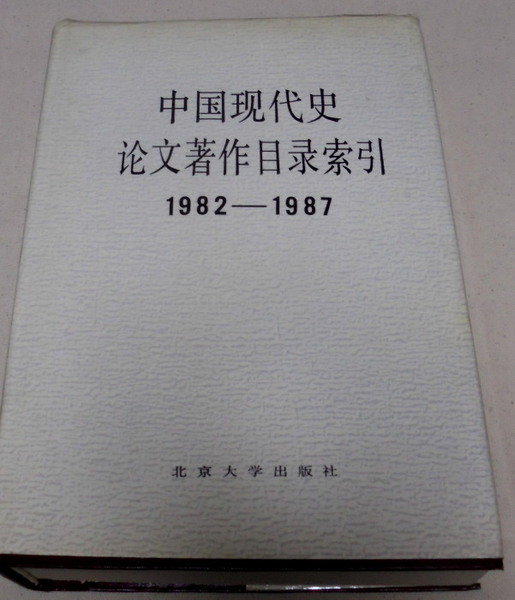 中国现代史
论文著作目录索引
1982—1987
北京大学出版社